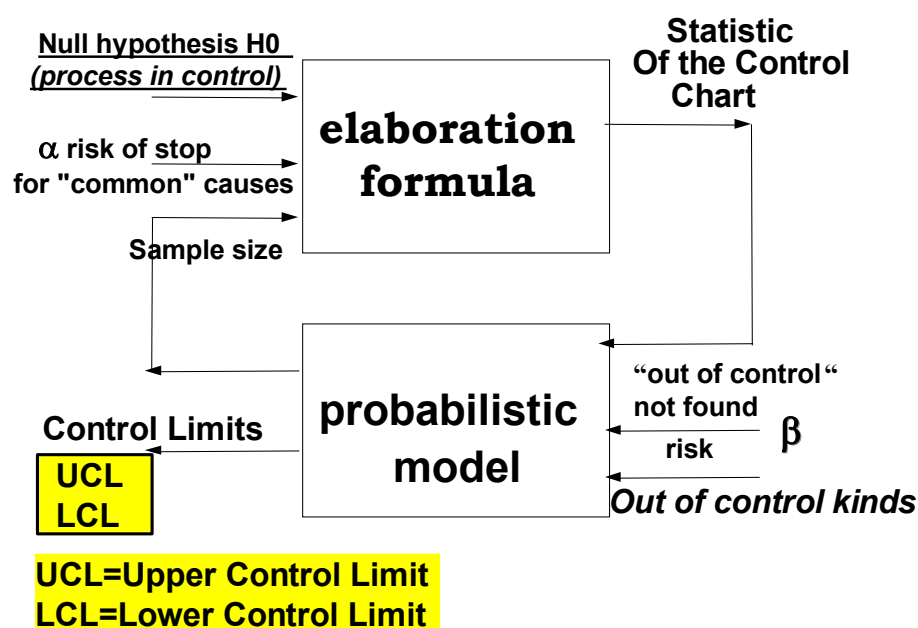 Null hypothesis H0
(process in control)
α risk of stop
for "common" causes
Sample size
elaboration
formula
Statistic
Of the Control
Chart
probabilistic
model
“out of control“
not found
risk
β
Out of control kinds
Control Limits
UCL
LCL
UCL=Upper Control Limit
LCL=Lower Control Limit